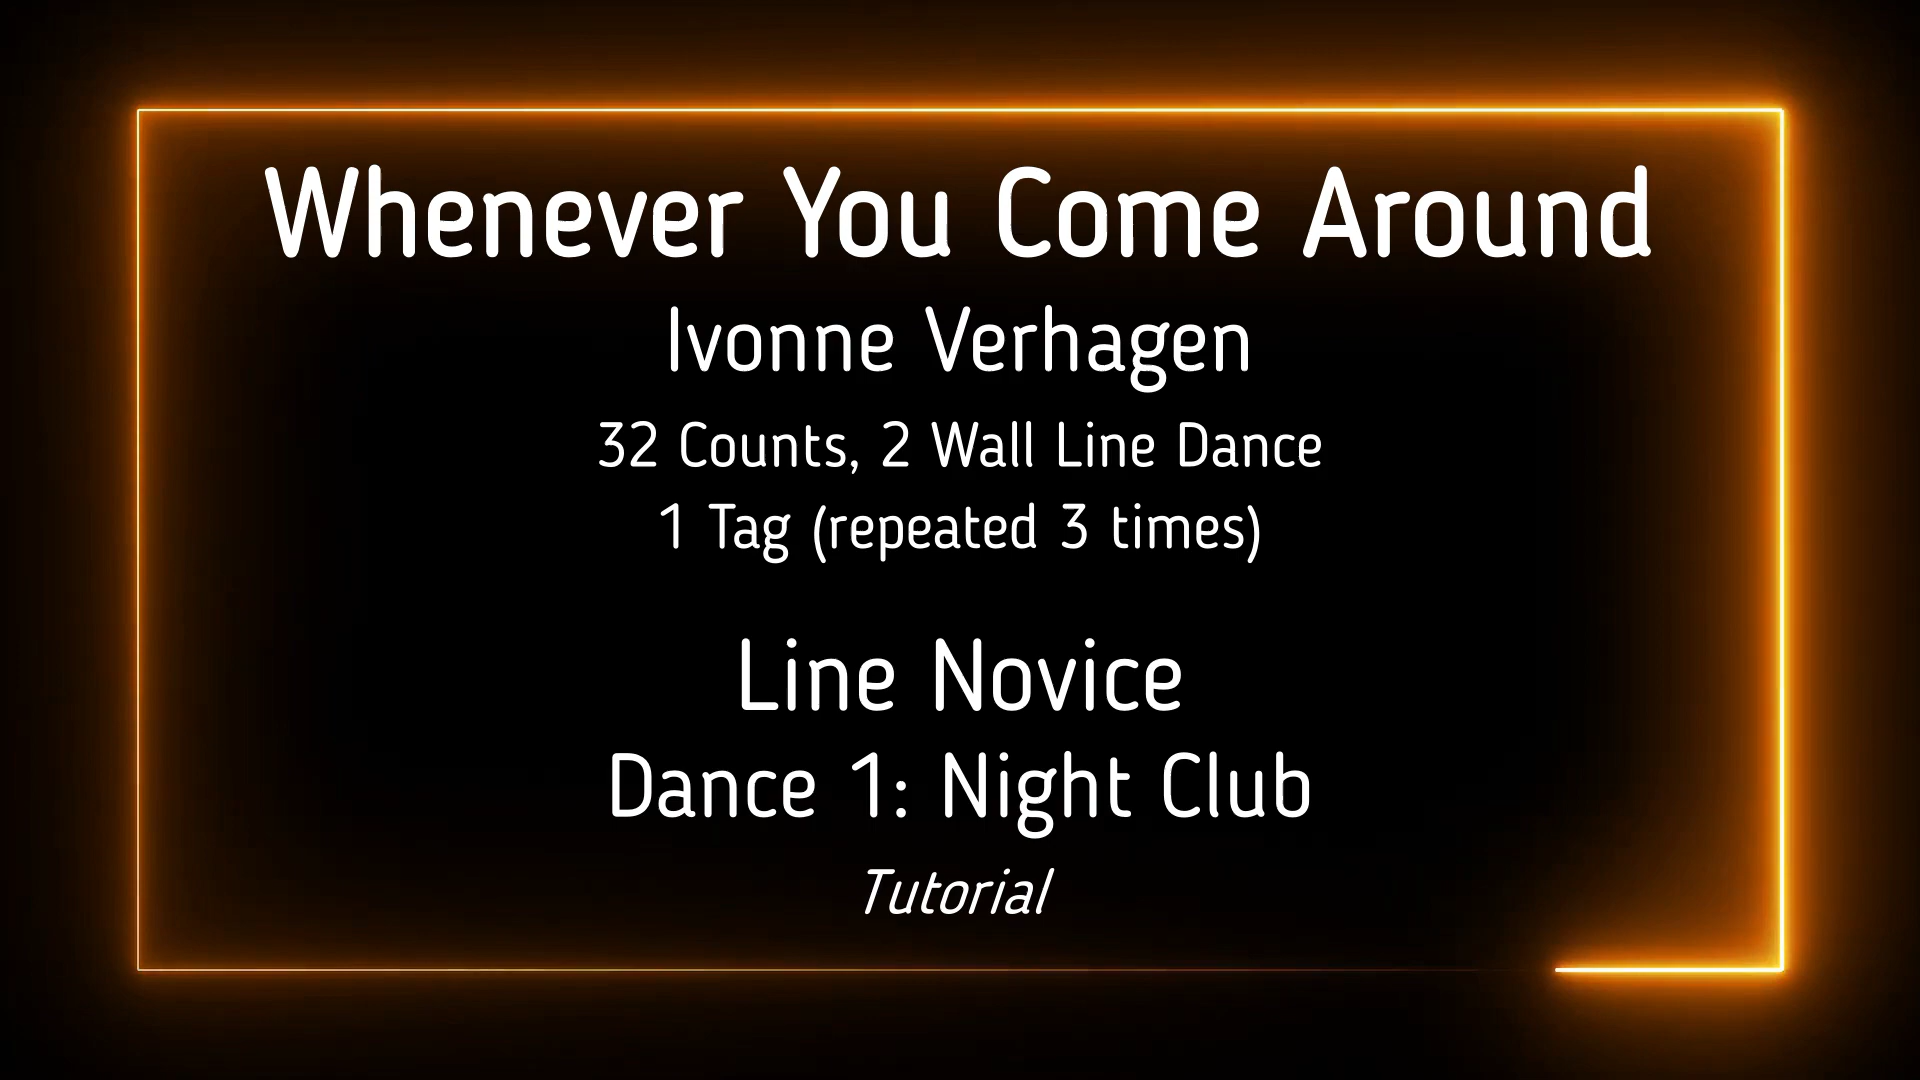 Whenever You Come Around
Ivonne Verhagen
32 Counts, 2 Wall Line Dance
1 Tag (repeated 3 times)
Line Novice
Dance 1: Night Club
Tutorial